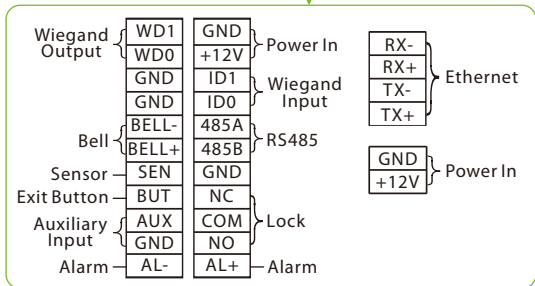 Wiegand Output
WD1 GND
WD0 +12V
Power In
GND ID1
GND ID0
Wiegand Input
Bell
BELL- 485A
BELL+ 485B
RS485
Sensor SEN GND
Exit Button BUT NC
Auxiliary Input
AUX COM
GND NO
Lock
Alarm AL- AL+ Alarm
RX-
RX+
TX-
TX+
Ethernet
GND
+12V
Power In